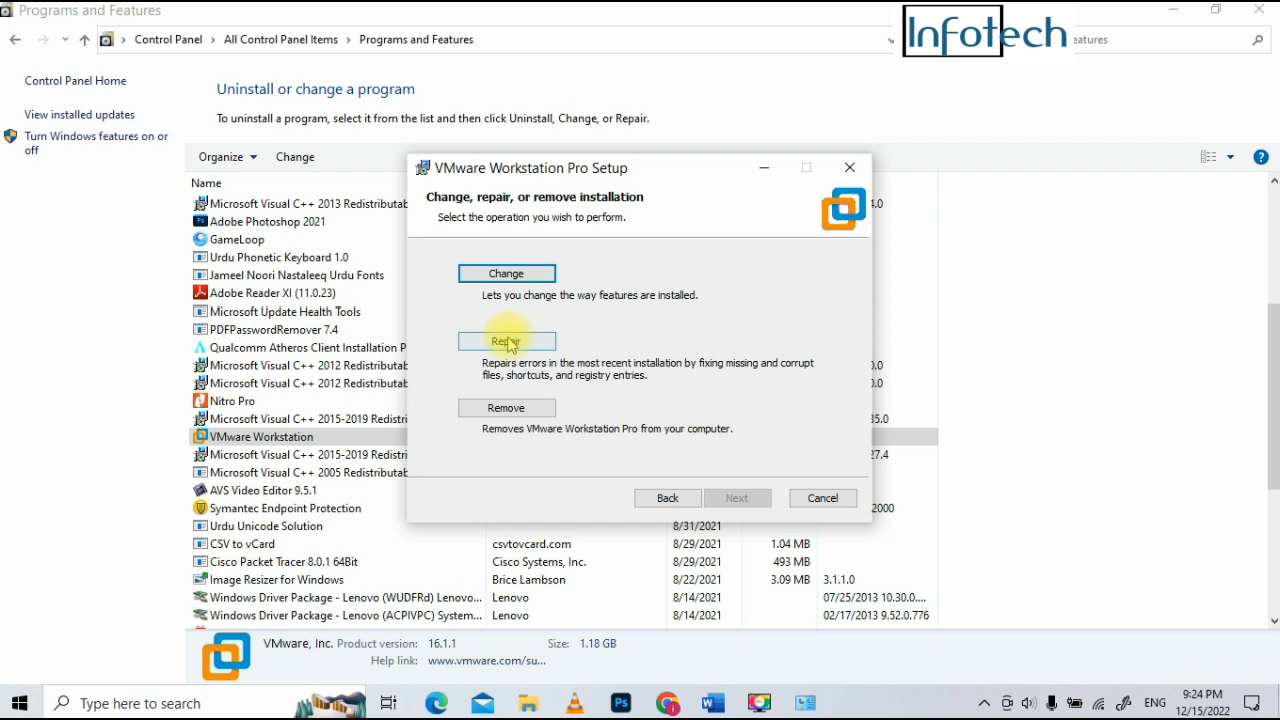 Programs and Features
Infotech
Control Panel
All Control Panel Items
Programs and Features
eatures
Control Panel Home
View installed updates
Turn Windows features on or
off
Uninstall or change a program
To uninstall a program, select it from the list and then click Uninstall, Change, or Repair.
Organize
Change
Name
Microsoft Visual C++ 2013 Redistributab
4.0
Adobe Photoshop 2021
GameLoop
Urdu Phonetic Keyboard 1.0
Jameel Noori Nastaleeq Urdu Fonts
Adobe Reader XI (11.0.23)
Microsoft Update Health Tools
PDFPasswordRemover 7.4
Qualcomm Atheros Client Installation P
Microsoft Visual C++ 2012 Redistributab
0.0
Microsoft Visual C++ 2012 Redistributab
0.0
Nitro Pro
Microsoft Visual C++ 2015-2019 Redistri
35.0
VMware Workstation
Microsoft Visual C++ 2015-2019 Redistri
27.4
Microsoft Visual C++ 2005 Redistributab
AVS Video Editor 9.5.1
Symantec Endpoint Protection
2000
Urdu Unicode Solution
8/31/2021
CSV to vCard
csvtovcard.com
8/29/2021
1.04 MB
Cisco Packet Tracer 8.0.1 64Bit
Cisco Systems, Inc.
8/29/2021
493 MB
Image Resizer for Windows
Brice Lambson
8/22/2021
3.09 MB
3.1.1.0
Windows Driver Package - Lenovo (WUDFRd) Lenovo...
Lenovo
8/14/2021
07/25/2013 10.30.0....
Windows Driver Package - Lenovo (ACPIVPC) System...
Lenovo
8/14/2021
02/17/2013 9.52.0.776
VMware Workstation Pro Setup
Change, repair, or remove installation
Select the operation you wish to perform.
Change
Lets you change the way features are installed.
Repair
Repairs errors in the most recent installation by fixing missing and corrupt
files, shortcuts, and registry entries.
Remove
Removes VMware Workstation Pro from your computer.
Back
Next
Cancel
VMware, Inc.
Product version: 16.1.1
Size: 1.18 GB
Help link: www.vmware.com/su...
Type here to search
ENG
9:24 PM
12/15/2022